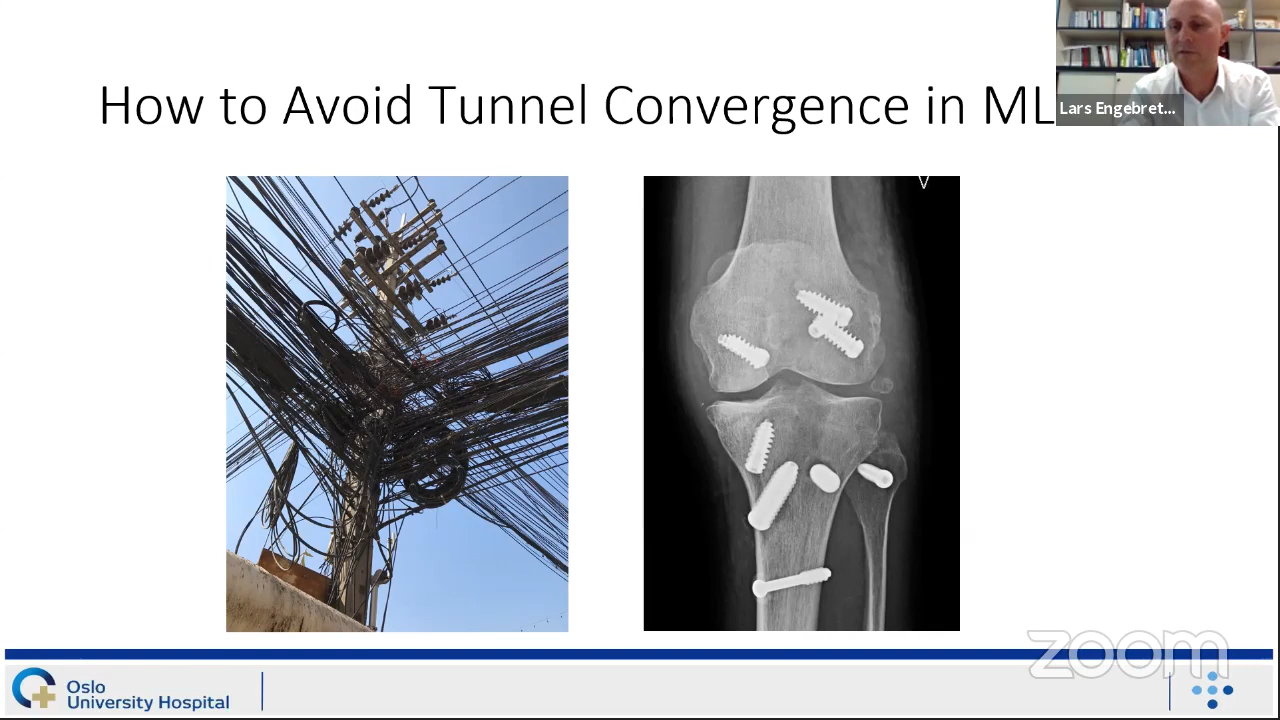 How to Avoid Tunnel Convergence in ML
Lars Engebret...
V
zoom
Oslo
University Hospital